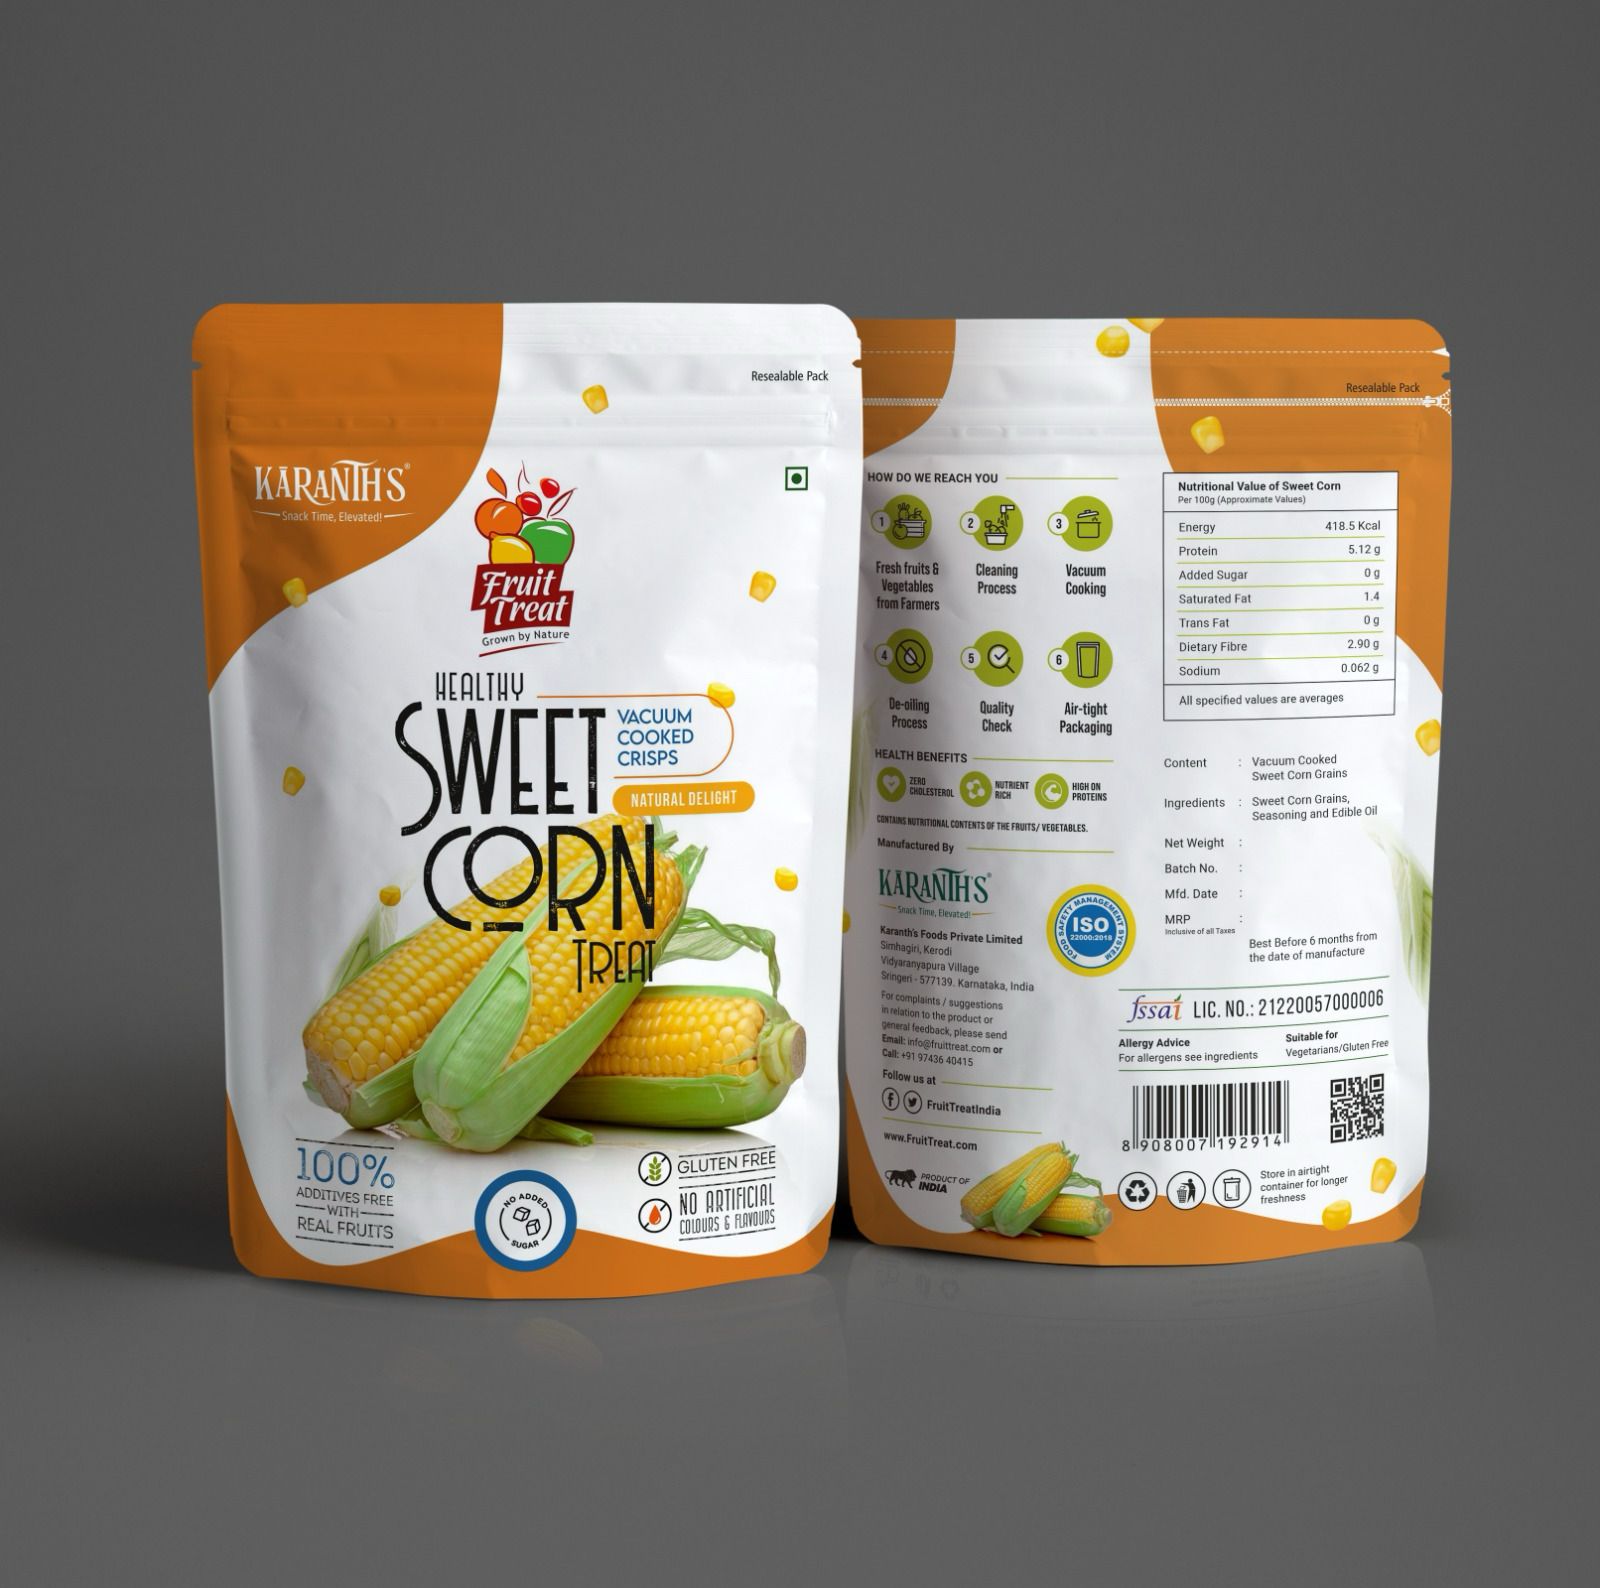 Resealable Pack
KARANTH'S®
Snack Time, Elevated!
Fruit
Treat
Grown by Nature
HEALTHY
SWEET
CORN
TREAT
VACUUM
COOKED
CRISPS
NATURAL DELIGHT
100%
ADDITIVES FREE
WITH
REAL FRUITS
NO ADDED
SUGAR
GLUTEN FREE
NO ARTIFICIAL
COLOURS & FLAVOURS
Resealable Pack
HOW DO WE REACH YOU
1
Fresh fruits &
Vegetables
from Farmers
2
Cleaning
Process
3
Vacuum
Cooking
4
De-oiling
Process
5
Quality
Check
6
Air-tight
Packaging
HEALTH BENEFITS
ZERO
CHOLESTEROL
NUTRIENT
RICH
HIGH ON
PROTEINS
CONTAINS NUTRITIONAL CONTENTS OF THE FRUITS/ VEGETABLES.
Manufactured By
KARANTH'S®
Snack Time, Elevated!
Karanth's Foods Private Limited
Simhagiri, Kerodi
Vidyaranyapura Village
Sringeri - 577139. Karnataka, India
For complaints / suggestions
in relation to the product or
general feedback, please send
Email: info@fruittreat.com or
Call: +91 97436 40415
Follow us at
FruitTreatIndia
www.FruitTreat.com
PRODUCT OF
INDIA
FOOD SAFETY MANAGEMENT SYSTEM
ISO
22000:2018
Nutritional Value of Sweet Corn
Per 100g (Approximate Values)
Energy 418.5 Kcal
Protein 5.12 g
Added Sugar 0 g
Saturated Fat 1.4
Trans Fat 0 g
Dietary Fibre 2.90 g
Sodium 0.062 g
All specified values are averages
Content : Vacuum Cooked
Sweet Corn Grains
Ingredients : Sweet Corn Grains,
Seasoning and Edible Oil
Net Weight :
Batch No. :
Mfd. Date :
MRP :
Inclusive of all Taxes
Best Before 6 months from
the date of manufacture
fssai LIC. NO.: 21220057000006
Allergy Advice
For allergens see ingredients
Suitable for
Vegetarians/Gluten Free
8 908007 192914
Store in airtight
container for longer
freshness